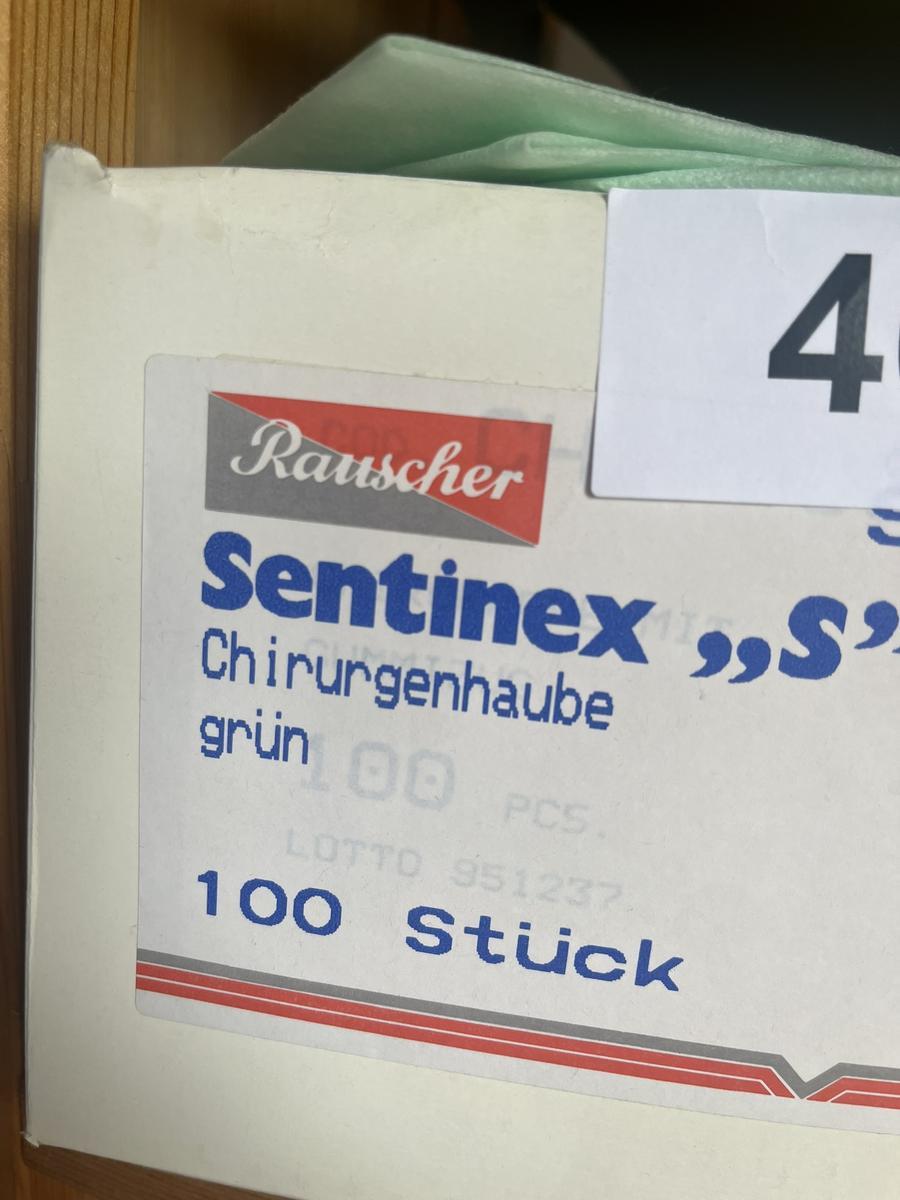 4
Rauscher
Sentinex „S”
Chirurgenhaube
grün
100 PCS.
LOTTO 951237
100 Stück